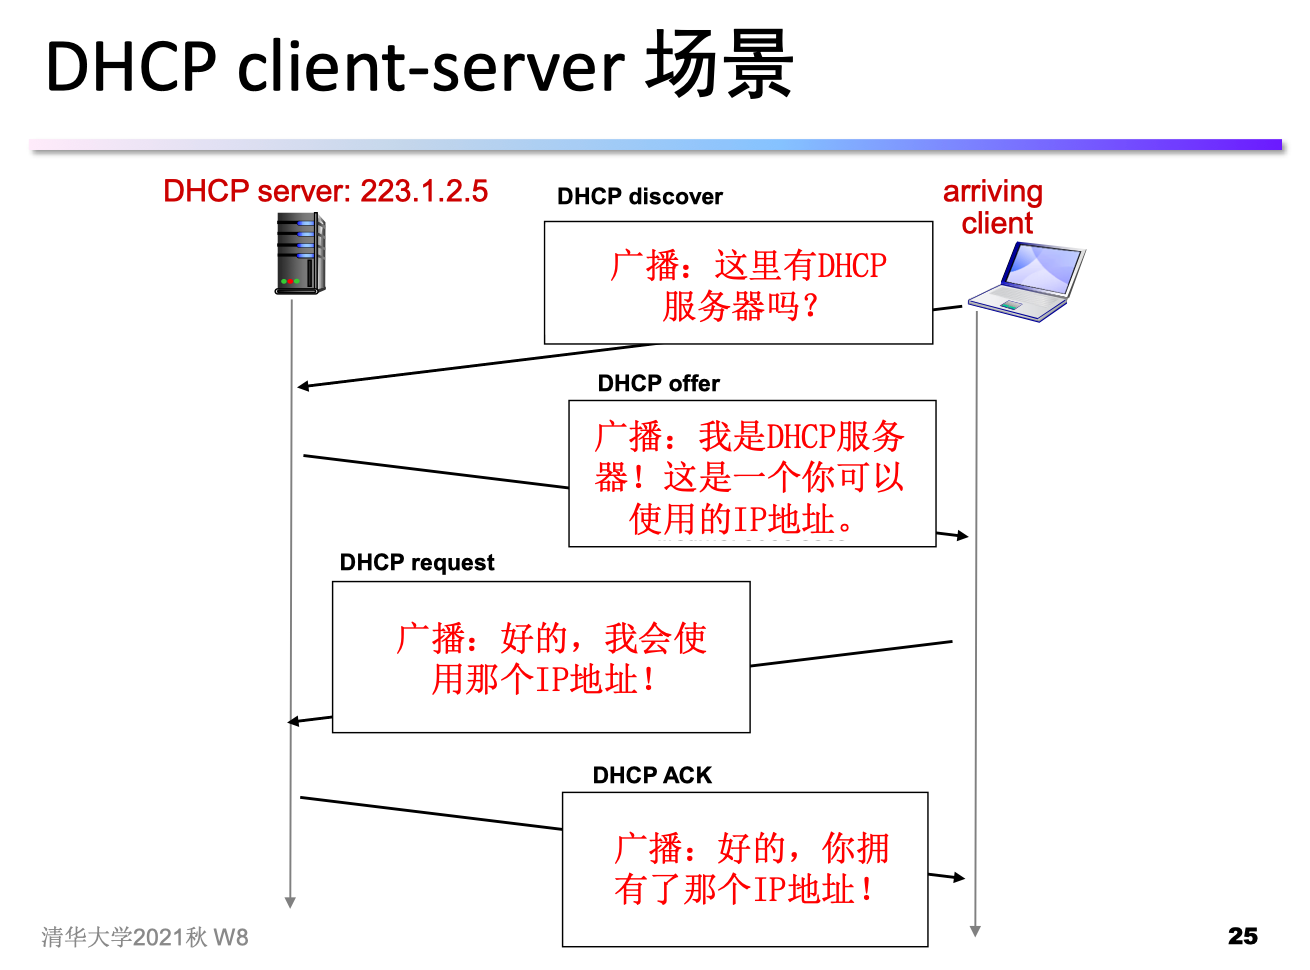 DHCP client-server 场景
DHCP server: 223.1.2.5
arriving
client
DHCP discover
广播：这里有DHCP
服务器吗？
DHCP offer
广播：我是DHCP服务
器！这是一个你可以
使用的IP地址。
DHCP request
广播：好的，我会使
用那个IP地址！
DHCP ACK
广播：好的，你拥
有了那个IP地址！
清华大学2021秋 W8
25